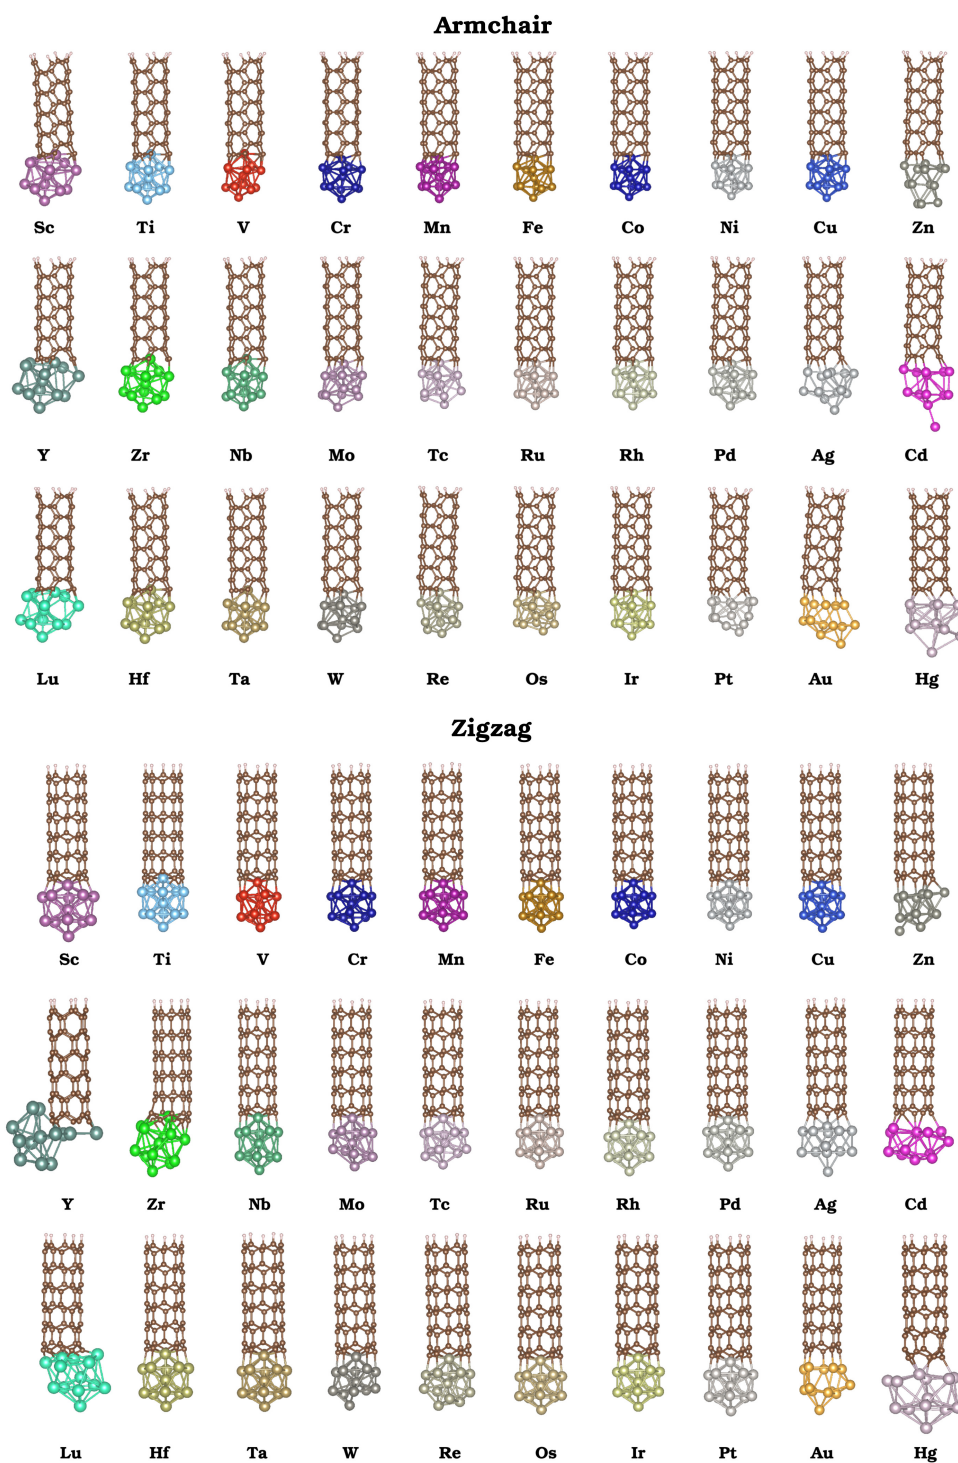 Armchair
Sc Ti V Cr Mn Fe Co Ni Cu Zn
Y Zr Nb Mo Tc Ru Rh Pd Ag Cd
Lu Hf Ta W Re Os Ir Pt Au Hg
Zigzag
Sc Ti V Cr Mn Fe Co Ni Cu Zn
Y Zr Nb Mo Tc Ru Rh Pd Ag Cd
Lu Hf Ta W Re Os Ir Pt Au Hg